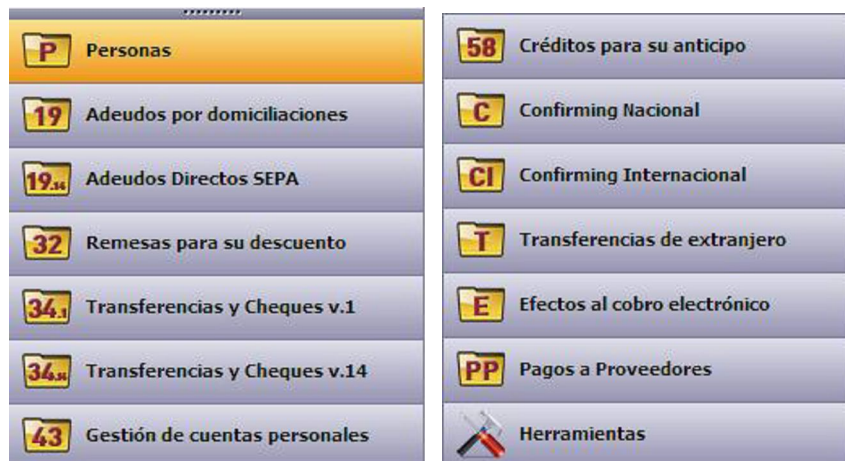 P Personas
19 Adeudos por domiciliaciones
19.14 Adeudos Directos SEPA
32 Remesas para su descuento
34.1 Transferencias y Cheques v.1
34.14 Transferencias y Cheques v.14
43 Gestión de cuentas personales
58 Créditos para su anticipo
C Confirming Nacional
CI Confirming Internacional
T Transferencias de extranjero
E Efectos al cobro electrónico
PP Pagos a Proveedores
Herramientas